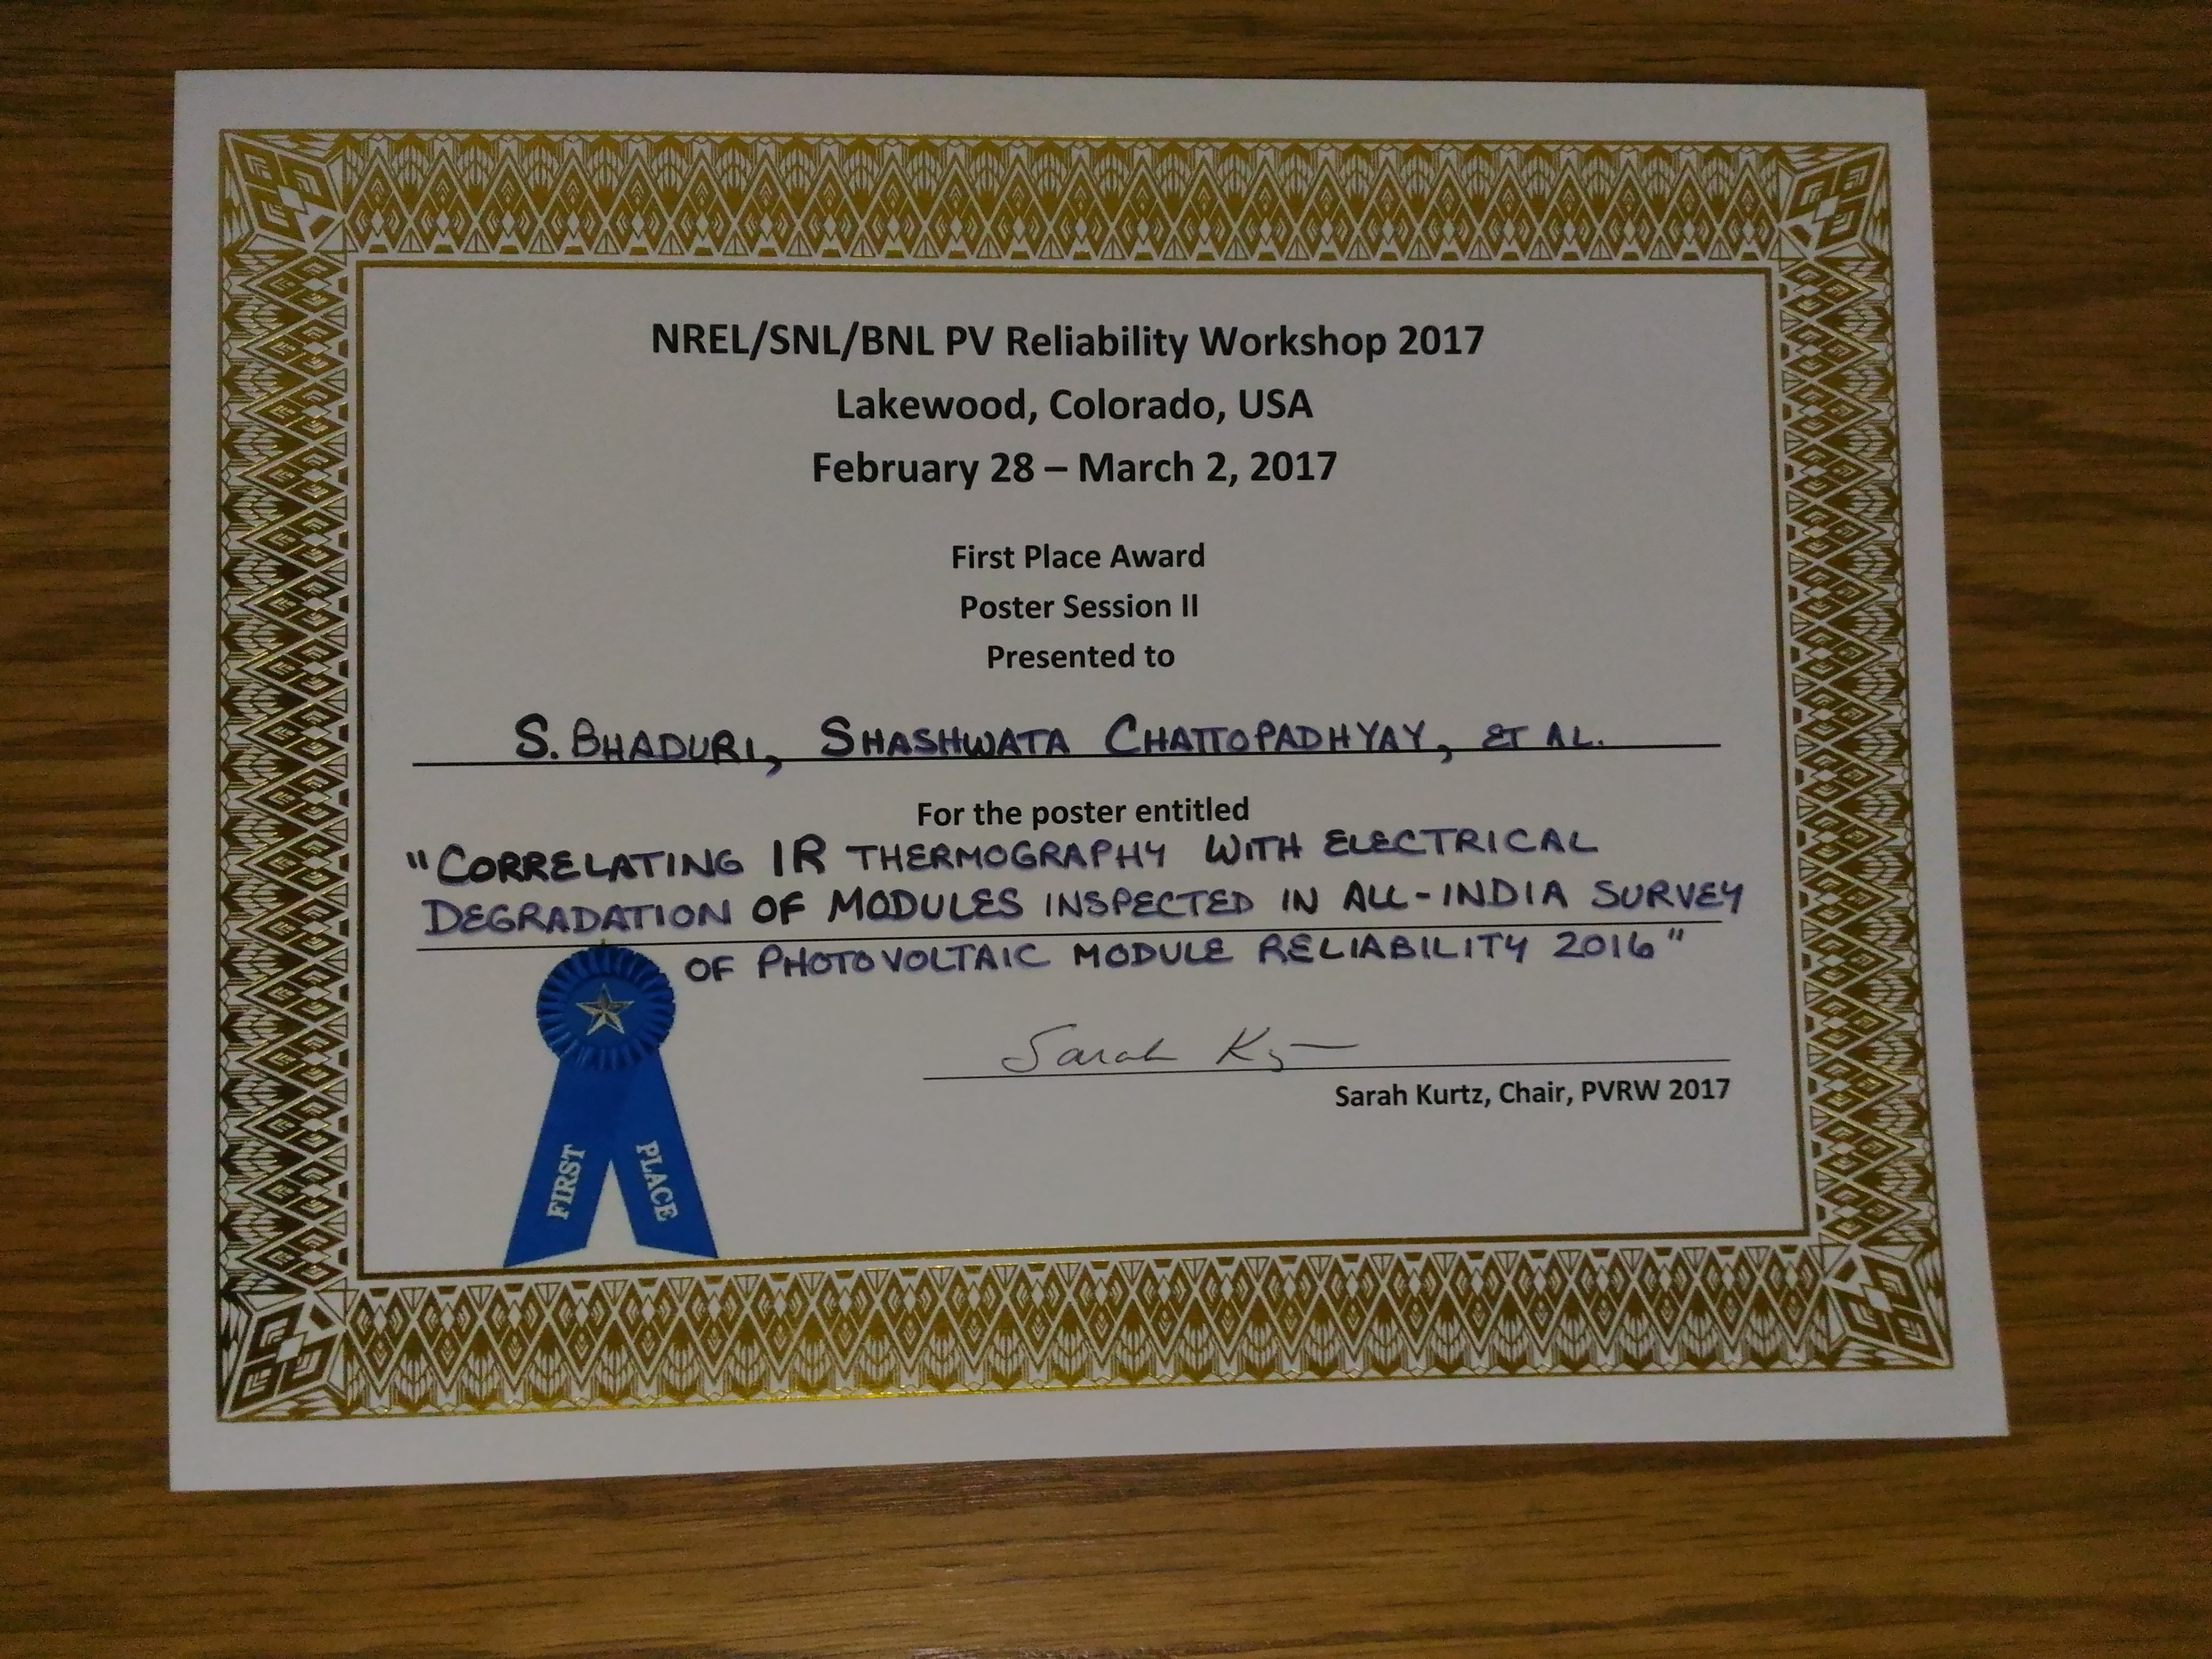 NREL/SNL/BNL PV Reliability Workshop 2017
Lakewood, Colorado, USA
February 28 – March 2, 2017
First Place Award
Poster Session II
Presented to
S. BHADURI, SHASHWATA CHATTOPADHYAY, ET AL.
For the poster entitled
"CORRELATING IR THERMOGRAPHY WITH ELECTRICAL
DEGRADATION OF MODULES INSPECTED IN ALL-INDIA SURVEY
OF PHOTOVOLTAIC MODULE RELIABILITY 2016"
Sarah K
Sarah Kurtz, Chair, PVRW 2017
FIRST PLACE